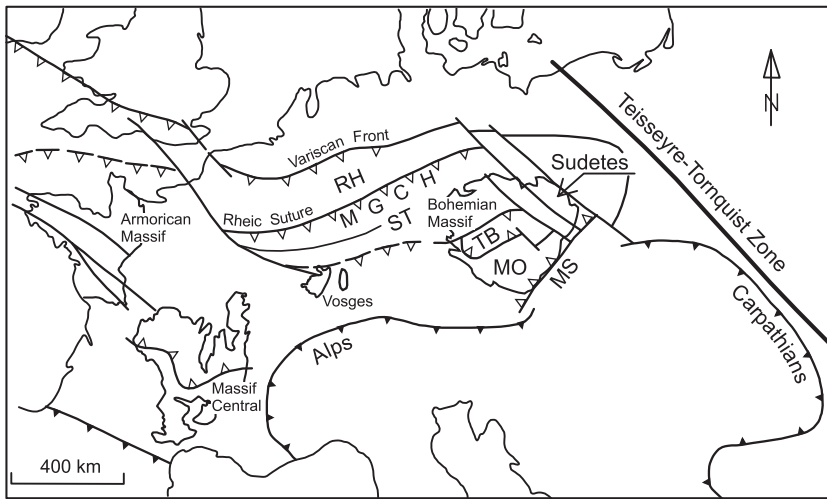 N
Teisseyre-Tornquist Zone
Variscan Front
Sudetes
RH
Rheic Suture
M G C H
ST
Bohemian
Massif
Armorican
Massif
TB
MO
MS
Vosges
Carpathians
Alps
Massif
Central
400 km